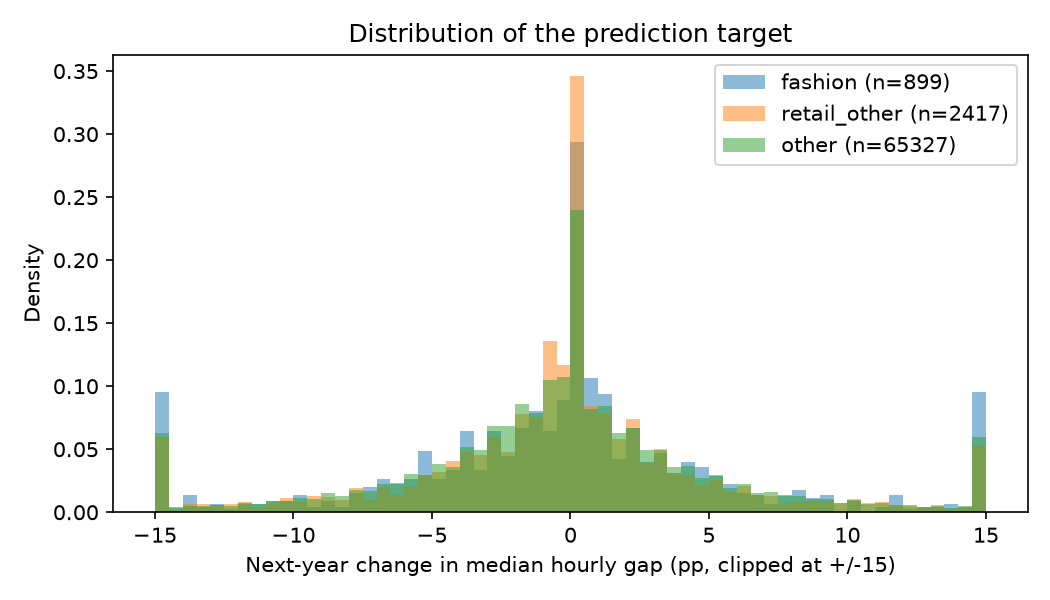 Distribution of the prediction target
fashion (n=899)
retail_other (n=2417)
other (n=65327)
Density
0.35
0.30
0.25
0.20
0.15
0.10
0.05
0.00
−15
−10
−5
0
5
10
15
Next-year change in median hourly gap (pp, clipped at +/-15)